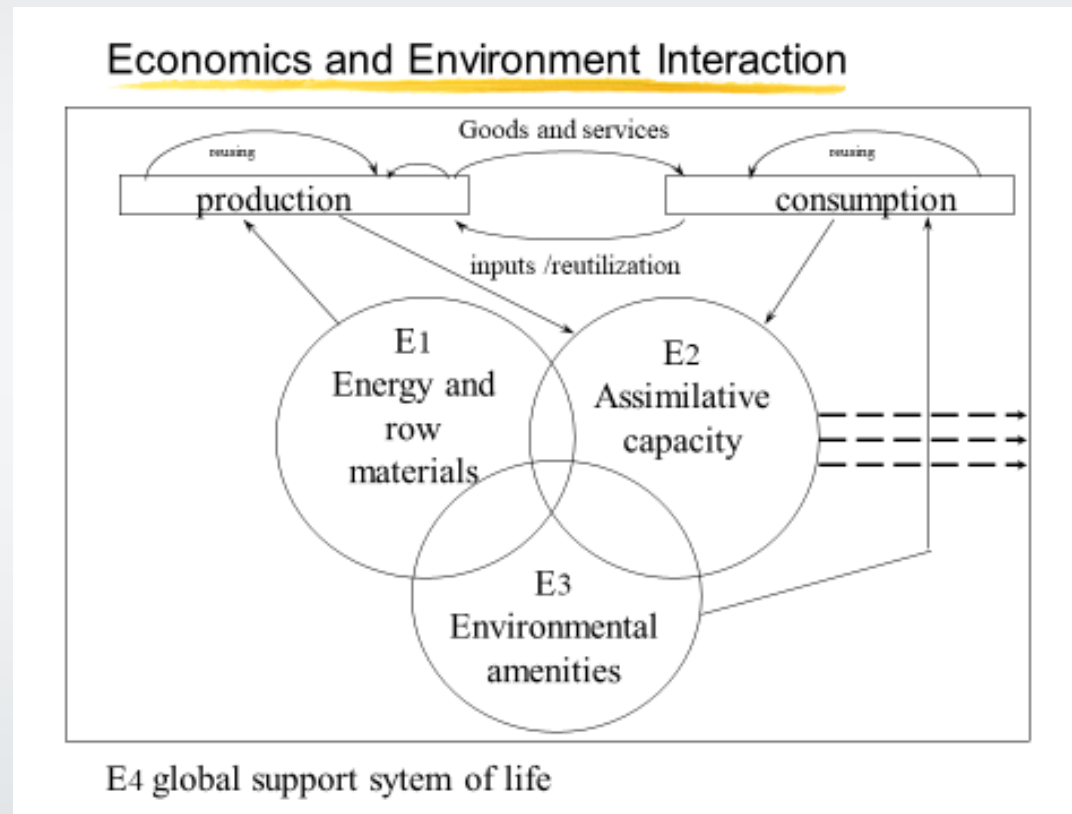 Economics and Environment Interaction
Goods and services
reusing
reusing
production
consumption
inputs /reutilization
E1
Energy and
row
materials
E2
Assimilative
capacity
E3
Environmental
amenities
E4 global support sytem of life